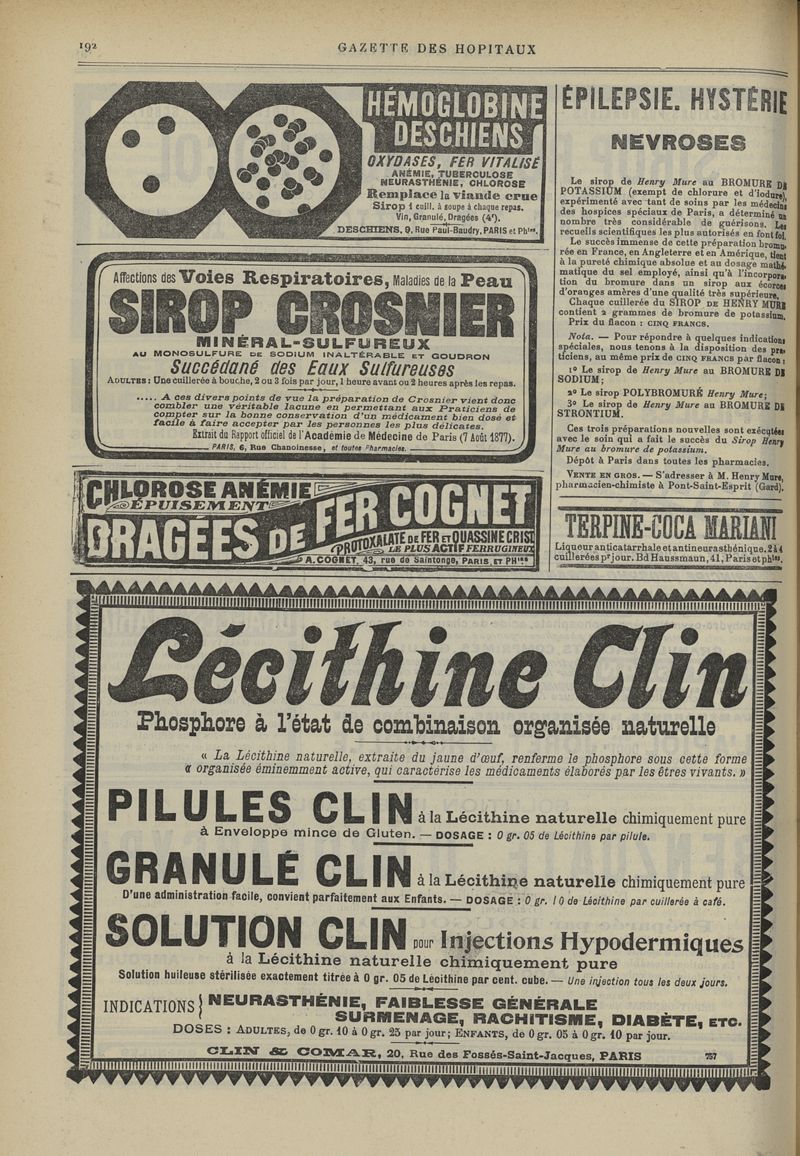 192
GAZETTE DES HOPITAUX
HÉMOGLOBINE
DESCHIENS
OXYDASES, FER VITALISÉ
ANÉMIE, TUBERCULOSE
NEURASTHÉNIE, CHLOROSE
Remplace la viande crue
Sirop 1 cuill. à soupe à chaque repas.
Vin, Granulé, Dragées (4f).
DESCHIENS, 9, Rue Paul-Baudry, PARIS et Phies.
Affections des Voies Respiratoires, Maladies de la Peau
SIROP CROSNIER
MINÉRAL-SULFUREUX
AU MONOSULFURE DE SODIUM INALTÉRABLE ET GOUDRON
Succédané des Eaux Sulfureuses
ADULTES : Une cuillerée à bouche, 2 ou 3 fois par jour, 1 heure avant ou 2 heures après les repas.
..... A ces divers points de vue la préparation de Crosnier vient donc
combler une véritable lacune en permettant aux Praticiens de
compter sur la bonne conservation d'un médicament bien dosé et
facile à faire accepter par les personnes les plus délicates.
Extrait du Rapport officiel de l'Académie de Médecine de Paris (7 Août 1877).
PARIS, 6, Rue Chanoinesse, et toutes Pharmacies.
CHLOROSE ANÉMIE
ÉPUISEMENT
DRAGÉES DE FER COGNET
PROTOXALATE DE FER ET QUASSINE CRIST
LE PLUS ACTIF FERRUGINEUX
A. COGNET, 43, rue de Saintonge, PARIS ET PHies
ÉPILEPSIE. HYSTÉRIE
NÉVROSES
Le sirop de Henry Mure au BROMURE DE
POTASSIUM (exempt de chlorure et d'iodure),
expérimenté avec tant de soins par les médecins
des hospices spéciaux de Paris, a déterminé un
nombre très considérable de guérisons. Les
recueils scientifiques les plus autorisés en font foi.
Le succès immense de cette préparation bromu-
rée en France, en Angleterre et en Amérique, tient
à la pureté chimique absolue et au dosage mathé-
matique du sel employé, ainsi qu'à l'incorpora-
tion du bromure dans un sirop aux écorces
d'oranges amères d'une qualité très supérieure.
Chaque cuillerée du SIROP DE HENRY MURE
contient 2 grammes de bromure de potassium.
Prix du flacon : CINQ FRANCS.
Nota. — Pour répondre à quelques indications
spéciales, nous tenons à la disposition des pra-
ticiens, au même prix de CINQ FRANCS par flacon :
1º Le sirop de Henry Mure au BROMURE DE
SODIUM ;
2º Le sirop POLYBROMURÉ Henry Mure ;
3º Le sirop de Henry Mure au BROMURE DE
STRONTIUM.
Ces trois préparations nouvelles sont exécutées
avec le soin qui a fait le succès du Sirop Henry
Mure au bromure de potassium.
Dépôt à Paris dans toutes les pharmacies.
VENTE EN GROS. — S'adresser à M. Henry Mure,
pharmacien-chimiste à Pont-Saint-Esprit (Gard).
TERPINE-COCA MARIANI
Liqueur anticatarrhale et antineurasthénique. 2 à 4
cuillerées pr jour. Bd Haussmaun, 41, Paris et phies.
Lécithine Clin
Phosphore à l'état de combinaison organisée naturelle
« La Lécithine naturelle, extraite du jaune d'œuf, renferme le phosphore sous cette forme
« organisée éminemment active, qui caractérise les médicaments élaborés par les êtres vivants. »
PILULES CLIN à la Lécithine naturelle chimiquement pure
à Enveloppe mince de Gluten. — DOSAGE : 0 gr. 05 de Lécithine par pilule.
GRANULÉ CLIN à la Lécithine naturelle chimiquement pure
D'une administration facile, convient parfaitement aux Enfants. — DOSAGE : 0 gr. 10 de Lécithine par cuillerée à café.
SOLUTION CLIN pour Injections Hypodermiques
à la Lécithine naturelle chimiquement pure
Solution huileuse stérilisée exactement titrée à 0 gr. 05 de Lécithine par cent. cube. — Une injection tous les deux jours.
INDICATIONS { NEURASTHÉNIE, FAIBLESSE GÉNÉRALE
SURMENAGE, RACHITISME, DIABÈTE, ETC.
DOSES : ADULTES, de 0 gr. 10 à 0 gr. 25 par jour ; ENFANTS, de 0 gr. 05 à 0 gr. 10 par jour.
CLIN & COMAR, 20, Rue des Fossés-Saint-Jacques, PARIS 757